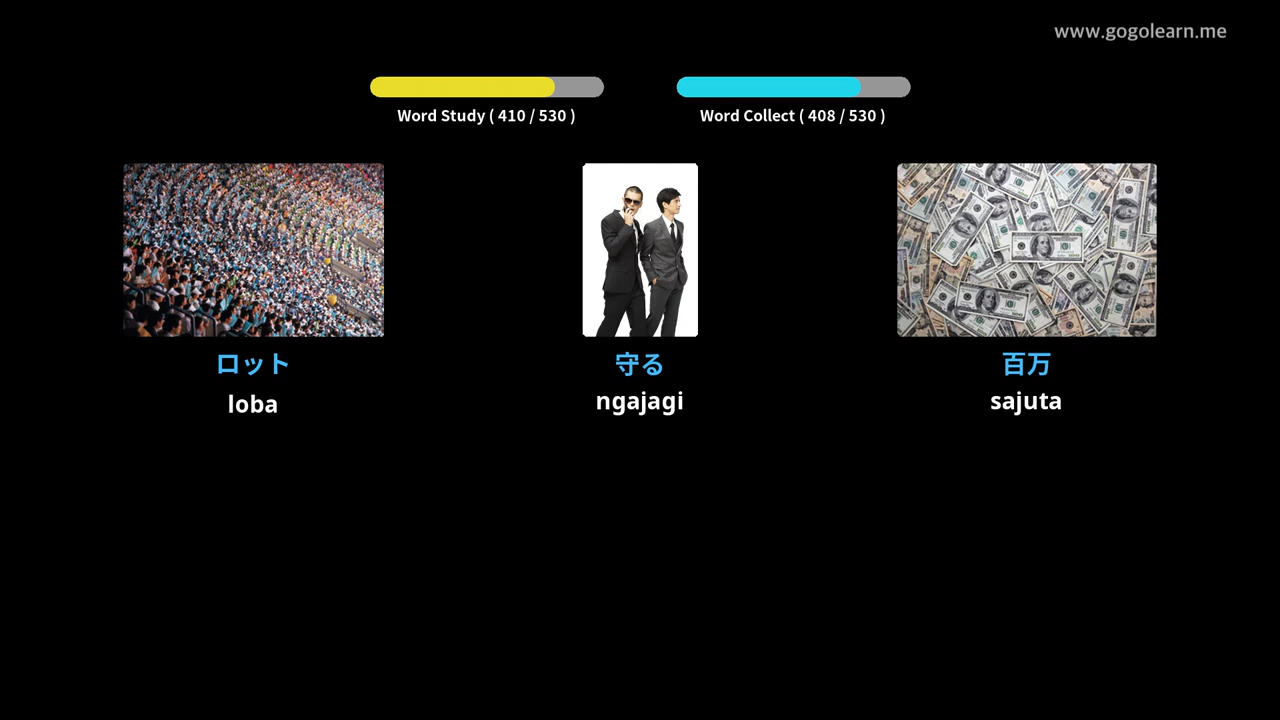 www.gogolearn.me
Word Study ( 410 / 530 )
Word Collect ( 408 / 530 )
ロット
loba
守る
ngajagi
百万
sajuta